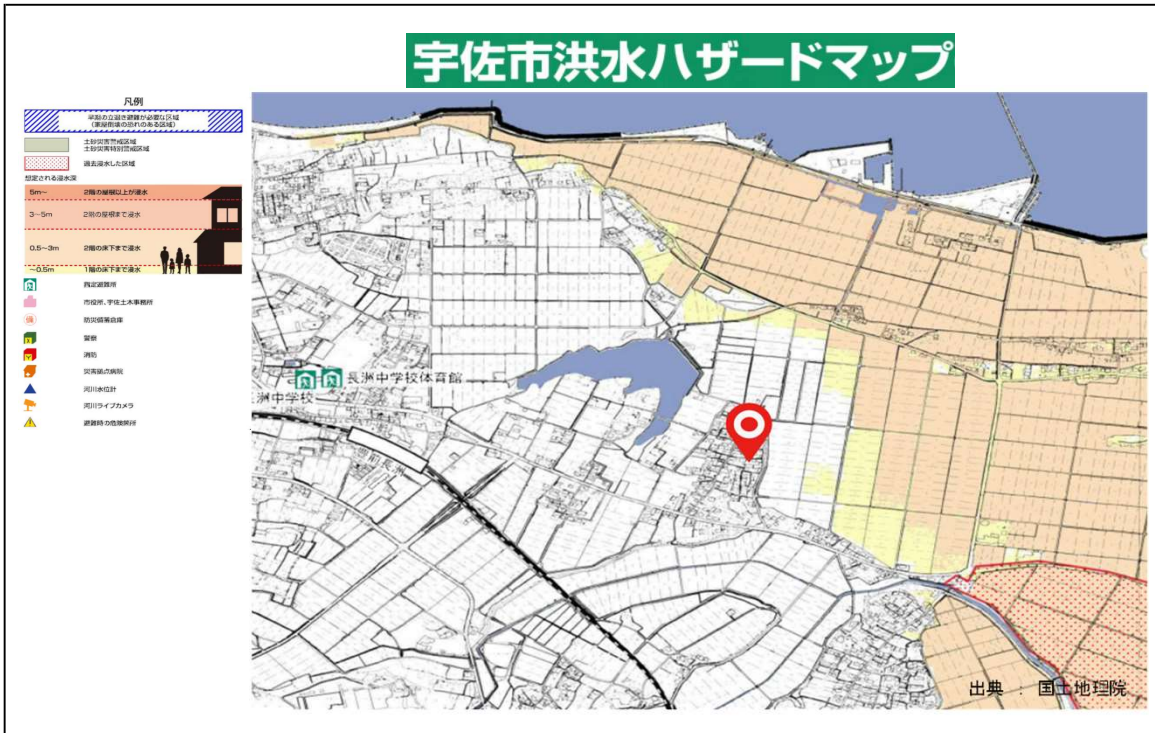 宇佐市洪水ハザードマップ
凡例
早期の立退き避難が必要な区域
(家屋倒壊の恐れのある区域)
土砂災害警戒区域
土砂災害特別警戒区域
過去浸水した区域
想定される浸水深
5m~ 2階の屋根以上が浸水
3~5m 2階の屋根まで浸水
0.5~3m 2階の床下まで浸水
~0.5m 1階の床下まで浸水
指定避難所
市役所、宇佐土木事務所
防災備蓄倉庫
警察
消防
災害拠点病院
河川水位計
河川ライブカメラ
避難時の危険箇所
長洲中学校体育館
洲中学校
豊前長洲
出典 : 国土地理院